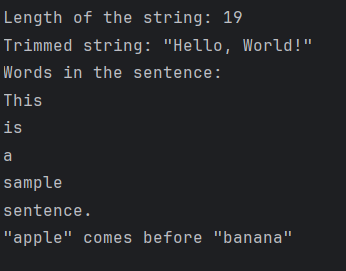 Length of the string: 19
Trimmed string: "Hello, World!"
Words in the sentence:
This
is
a
sample
sentence.
"apple" comes before "banana"